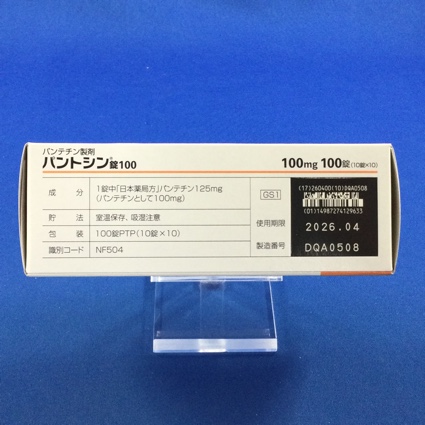 パンテチン製剤
パントシン®錠100
100mg 100錠(10錠×10)
成分 1錠中「日本薬局方」パンテチン125mg
(パンテチンとして100mg)
貯法 室温保存、吸湿注意
包装 100錠PTP(10錠×10)
識別コード NF504
GS1
使用期限
製造番号
(17)260400(10)DQA0508
(01)14987274129633
2026.04
DQA0508